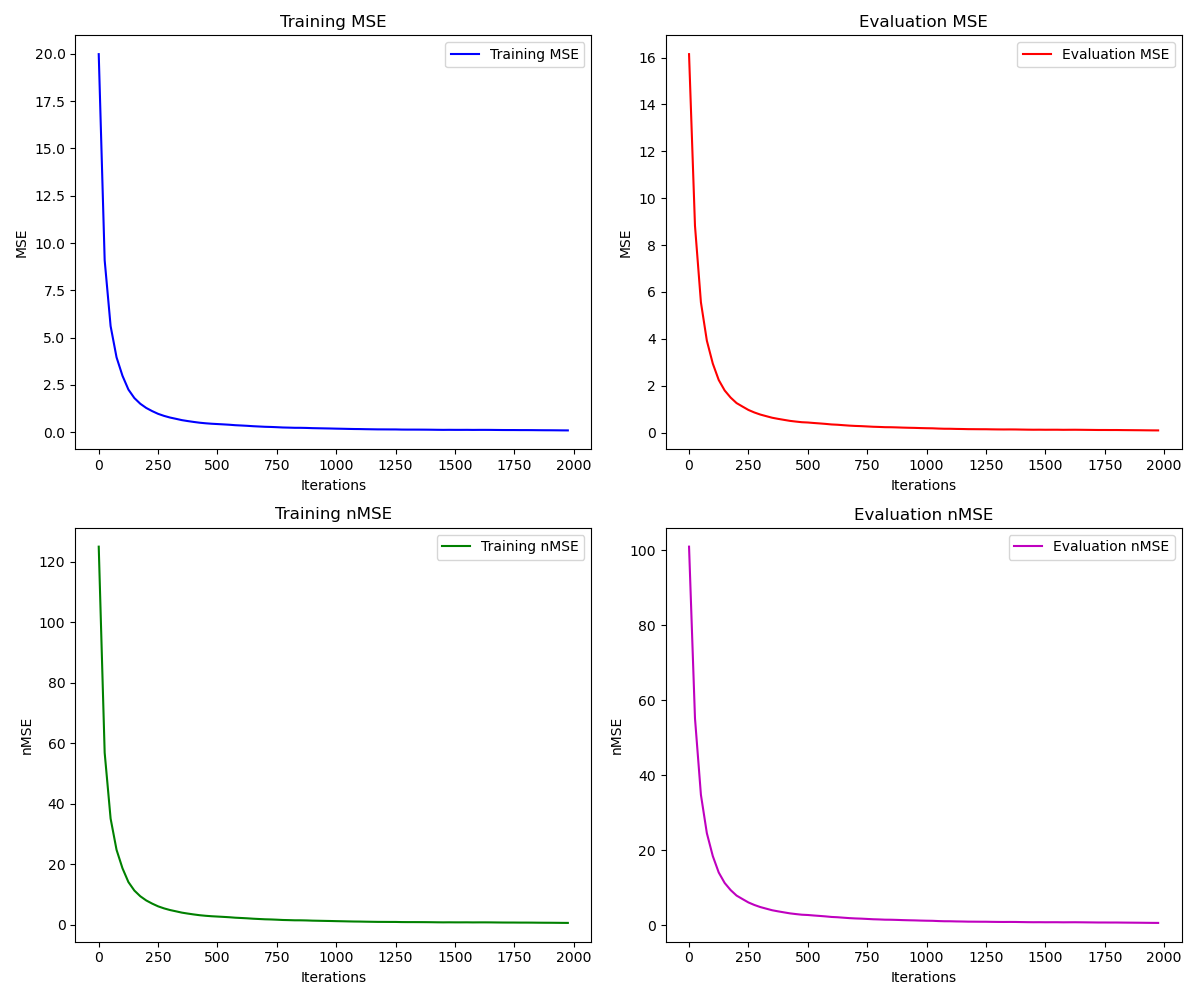 Training MSE
Training MSE
MSE
20.0
17.5
15.0
12.5
10.0
7.5
5.0
2.5
0.0
0 250 500 750 1000 1250 1500 1750 2000
Iterations
Evaluation MSE
Evaluation MSE
MSE
16
14
12
10
8
6
4
2
0
0 250 500 750 1000 1250 1500 1750 2000
Iterations
Training nMSE
Training nMSE
nMSE
120
100
80
60
40
20
0
0 250 500 750 1000 1250 1500 1750 2000
Iterations
Evaluation nMSE
Evaluation nMSE
nMSE
100
80
60
40
20
0
0 250 500 750 1000 1250 1500 1750 2000
Iterations